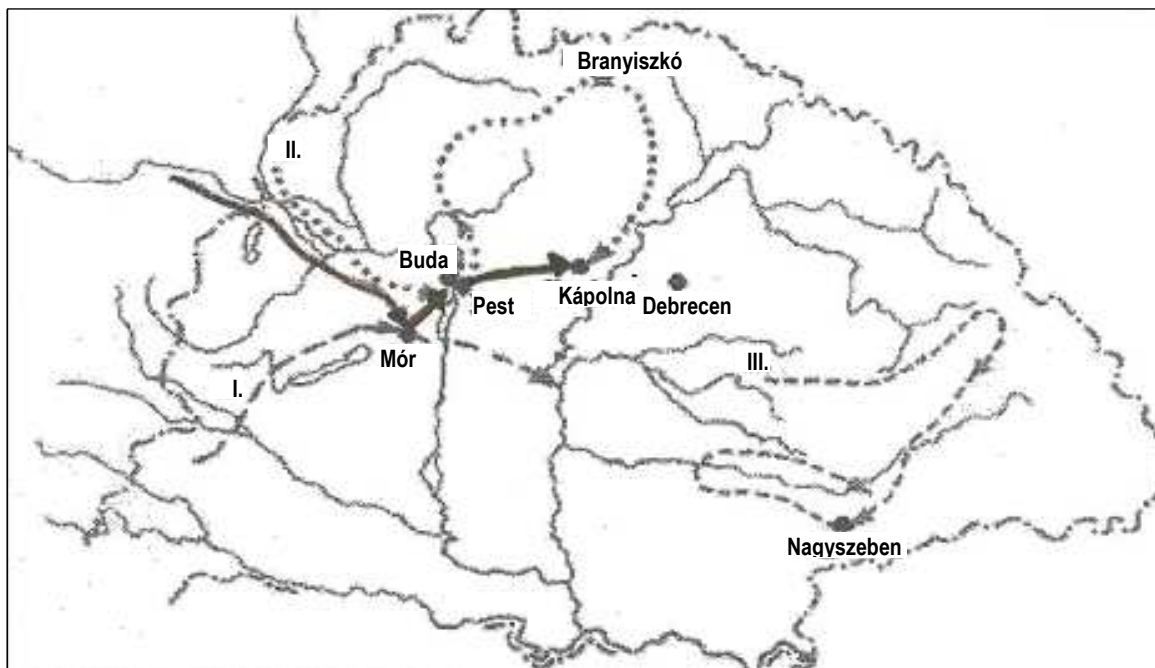 Branyiszkó
II.
Buda
Pest
Kápolna
Debrecen
Mór
III.
I.
Nagyszeben